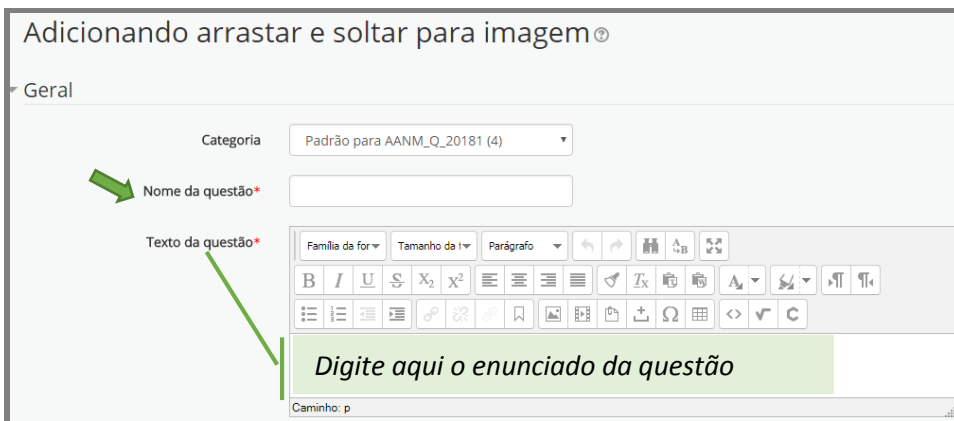 Adicionando arrastar e soltar para imagem
Geral
Categoria Padrão para AANM_Q_20181 (4)
Nome da questão*
Texto da questão* Família da for Tamanho da f Parágrafo
Digite aqui o enunciado da questão
Caminho: p